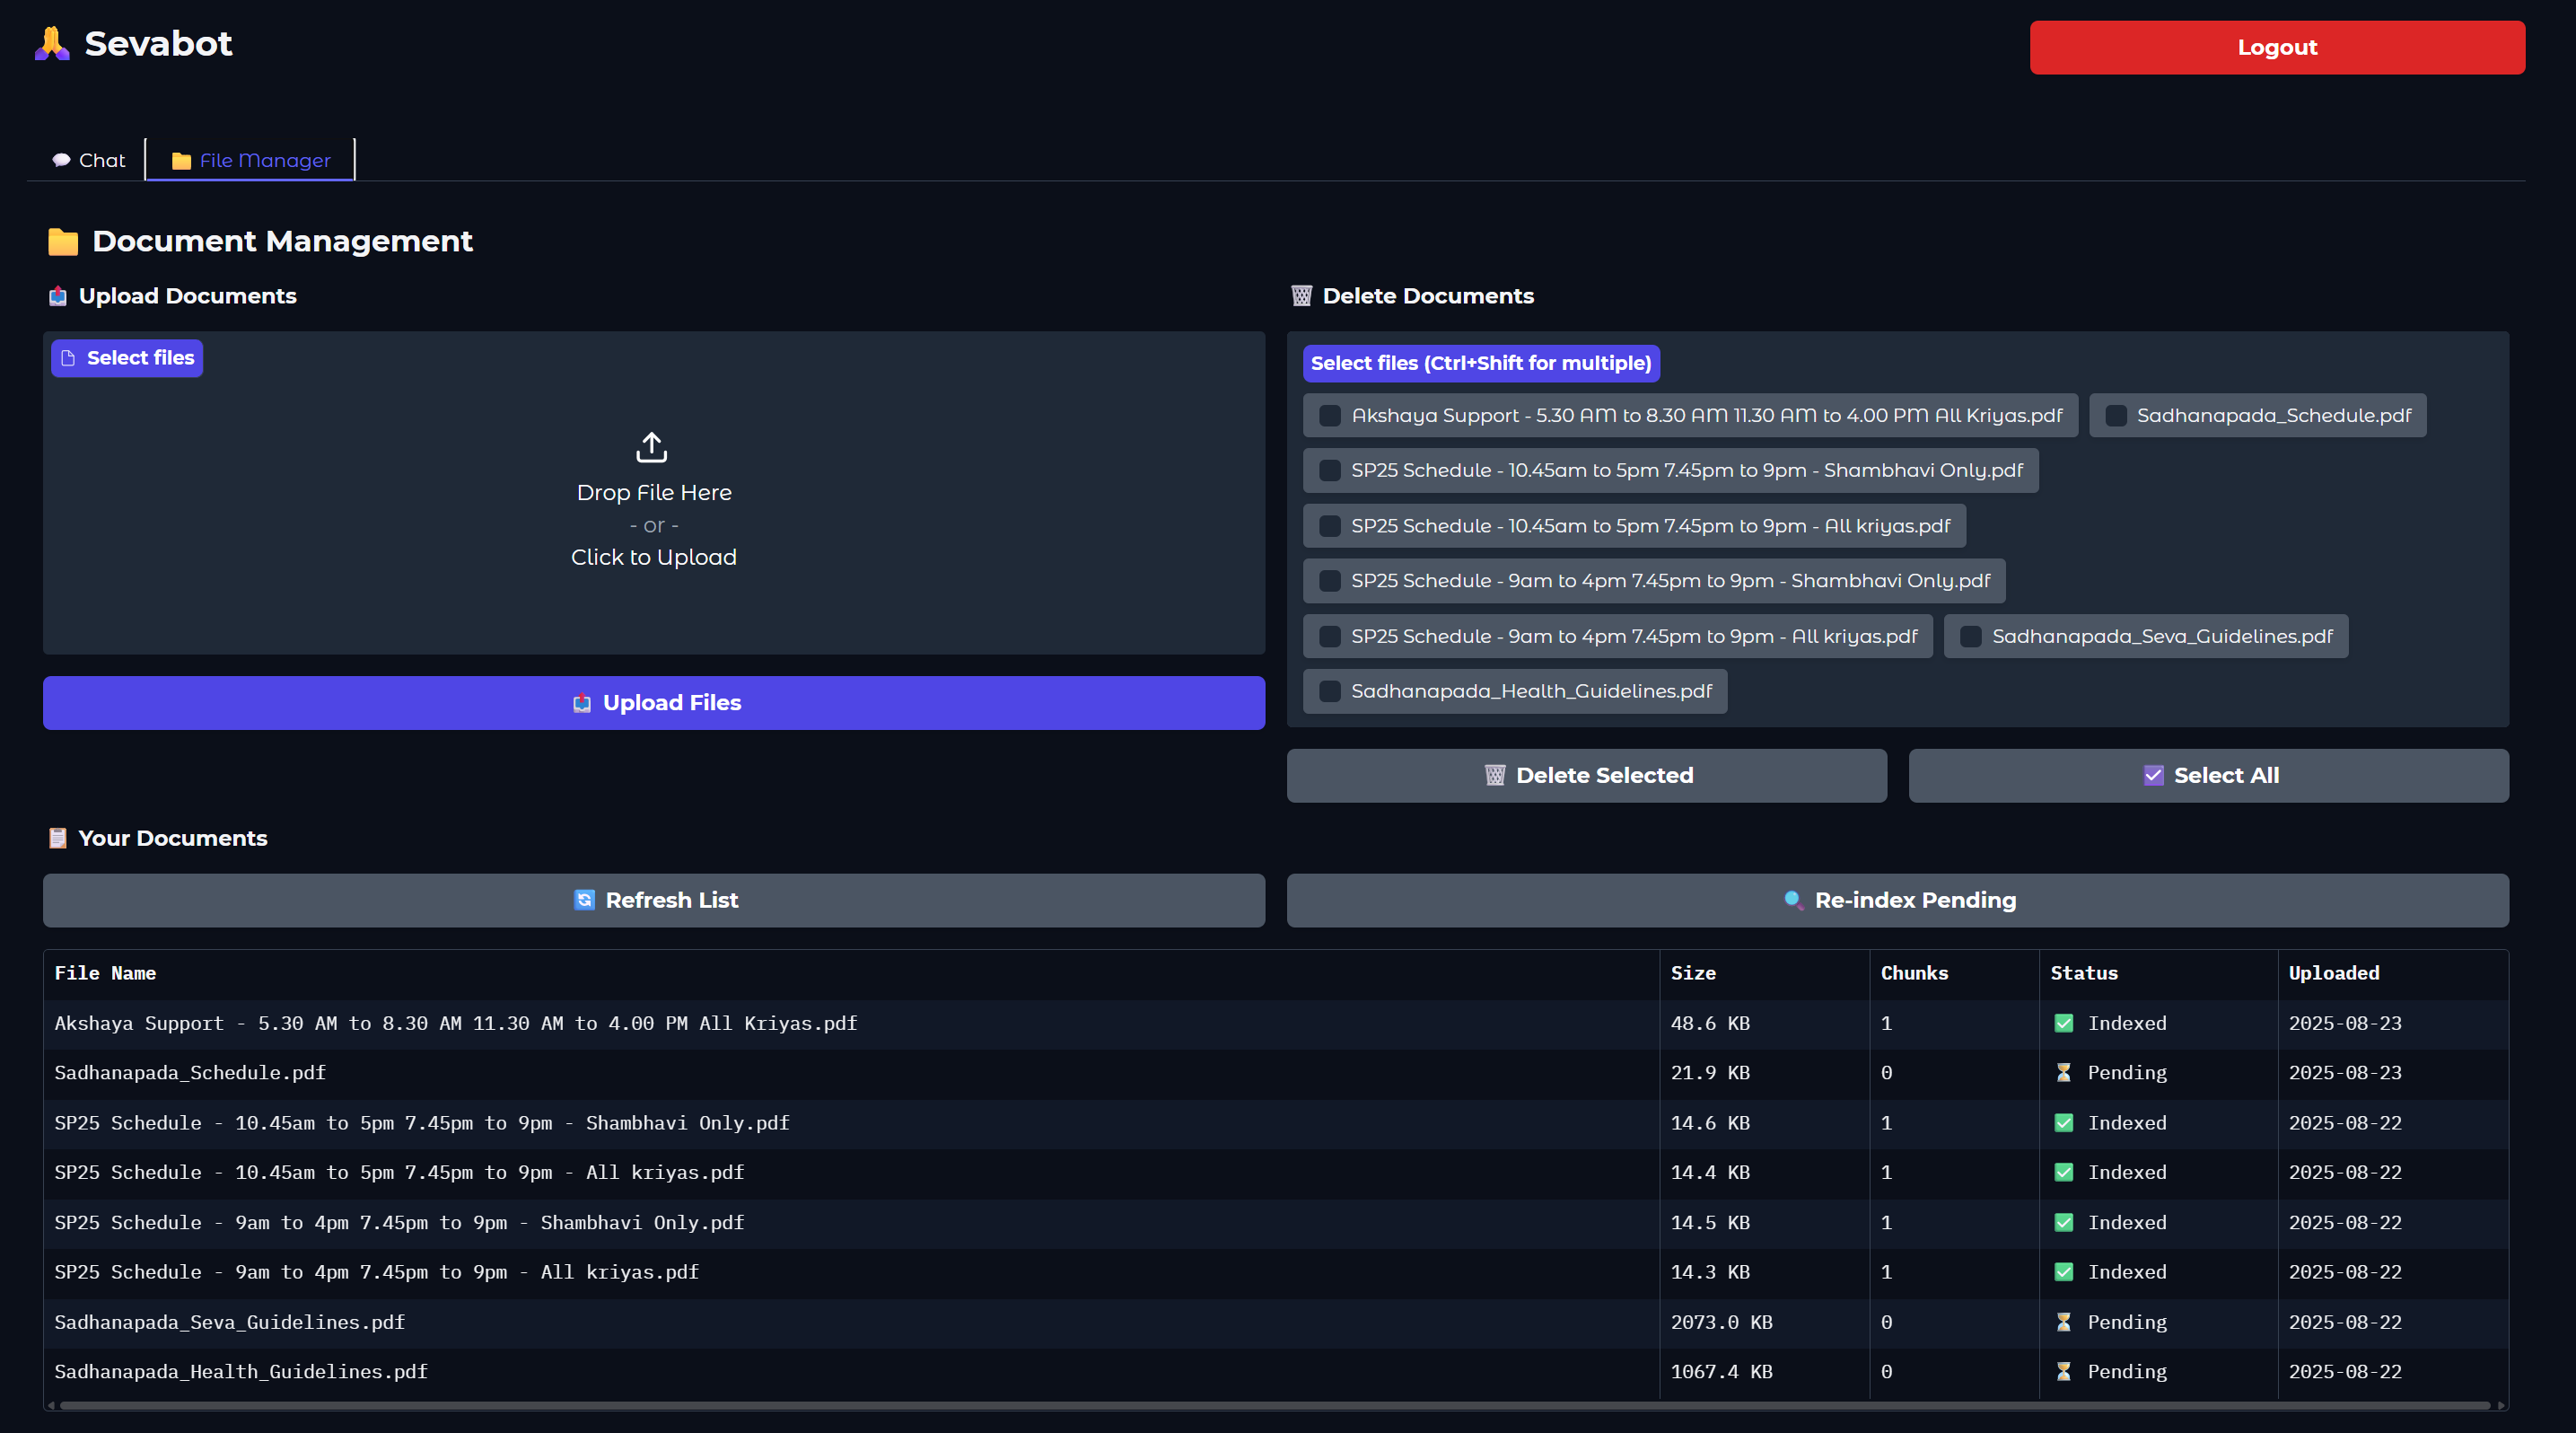 Sevabot
Logout
Chat
File Manager
Document Management
Upload Documents
Select files
Drop File Here
- or -
Click to Upload
Upload Files
Delete Documents
Select files (Ctrl+Shift for multiple)
Akshaya Support - 5.30 AM to 8.30 AM 11.30 AM to 4.00 PM All Kriyas.pdf
Sadhanapada_Schedule.pdf
SP25 Schedule - 10.45am to 5pm 7.45pm to 9pm - Shambhavi Only.pdf
SP25 Schedule - 10.45am to 5pm 7.45pm to 9pm - All kriyas.pdf
SP25 Schedule - 9am to 4pm 7.45pm to 9pm - Shambhavi Only.pdf
SP25 Schedule - 9am to 4pm 7.45pm to 9pm - All kriyas.pdf
Sadhanapada_Seva_Guidelines.pdf
Sadhanapada_Health_Guidelines.pdf
Delete Selected
Select All
Your Documents
Refresh List
Re-index Pending
File Name Size Chunks Status Uploaded
Akshaya Support - 5.30 AM to 8.30 AM 11.30 AM to 4.00 PM All Kriyas.pdf 48.6 KB 1 Indexed 2025-08-23
Sadhanapada_Schedule.pdf 21.9 KB 0 Pending 2025-08-23
SP25 Schedule - 10.45am to 5pm 7.45pm to 9pm - Shambhavi Only.pdf 14.6 KB 1 Indexed 2025-08-22
SP25 Schedule - 10.45am to 5pm 7.45pm to 9pm - All kriyas.pdf 14.4 KB 1 Indexed 2025-08-22
SP25 Schedule - 9am to 4pm 7.45pm to 9pm - Shambhavi Only.pdf 14.5 KB 1 Indexed 2025-08-22
SP25 Schedule - 9am to 4pm 7.45pm to 9pm - All kriyas.pdf 14.3 KB 1 Indexed 2025-08-22
Sadhanapada_Seva_Guidelines.pdf 2073.0 KB 0 Pending 2025-08-22
Sadhanapada_Health_Guidelines.pdf 1067.4 KB 0 Pending 2025-08-22